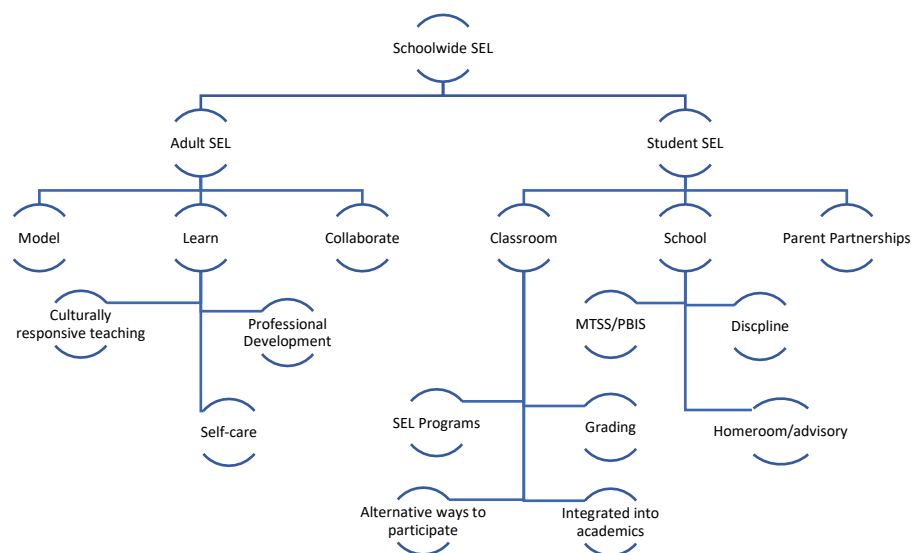 Schoolwide SEL
Adult SEL
Student SEL
Model
Learn
Collaborate
Classroom
School
Parent Partnerships
Culturally
responsive teaching
Professional
Development
MTSS/PBIS
Discpline
Self-care
SEL Programs
Grading
Homeroom/advisory
Alternative ways to
participate
Integrated into
academics